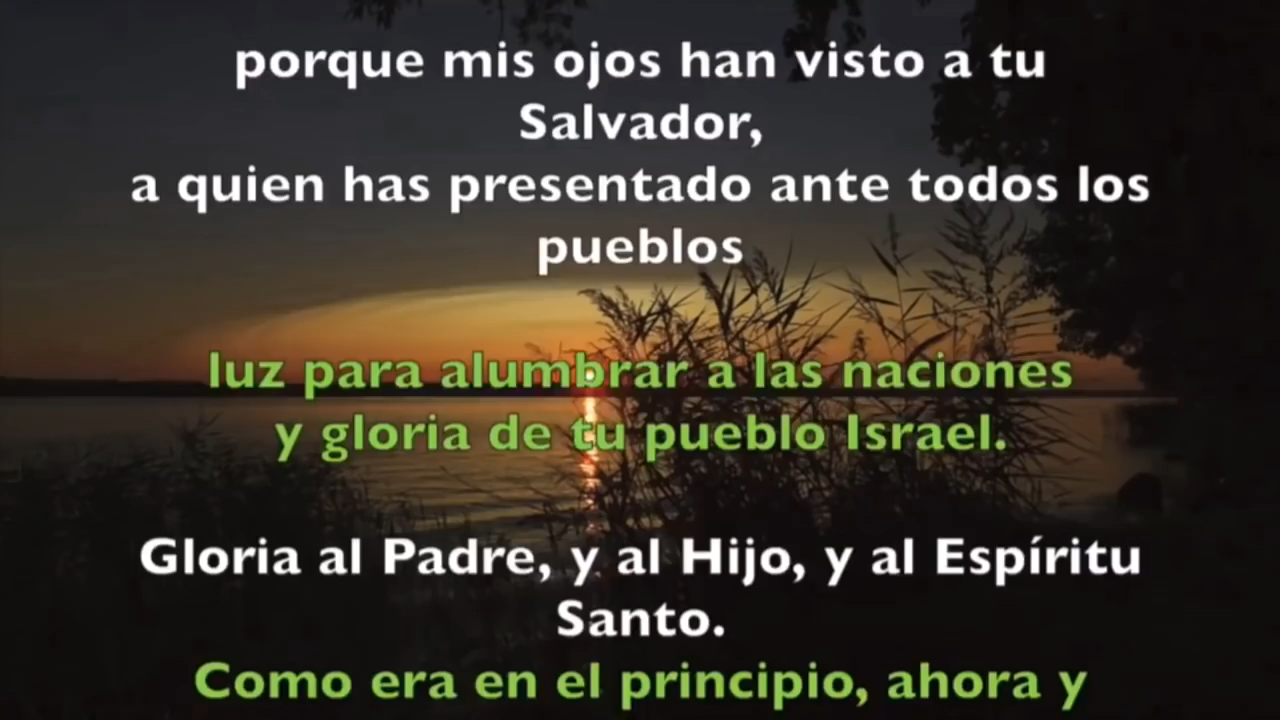 porque mis ojos han visto a tu
Salvador,
a quien has presentado ante todos los
pueblos
luz para alumbrar a las naciones
y gloria de tu pueblo Israel.
Gloria al Padre, y al Hijo, y al Espíritu
Santo.
Como era en el principio, ahora y